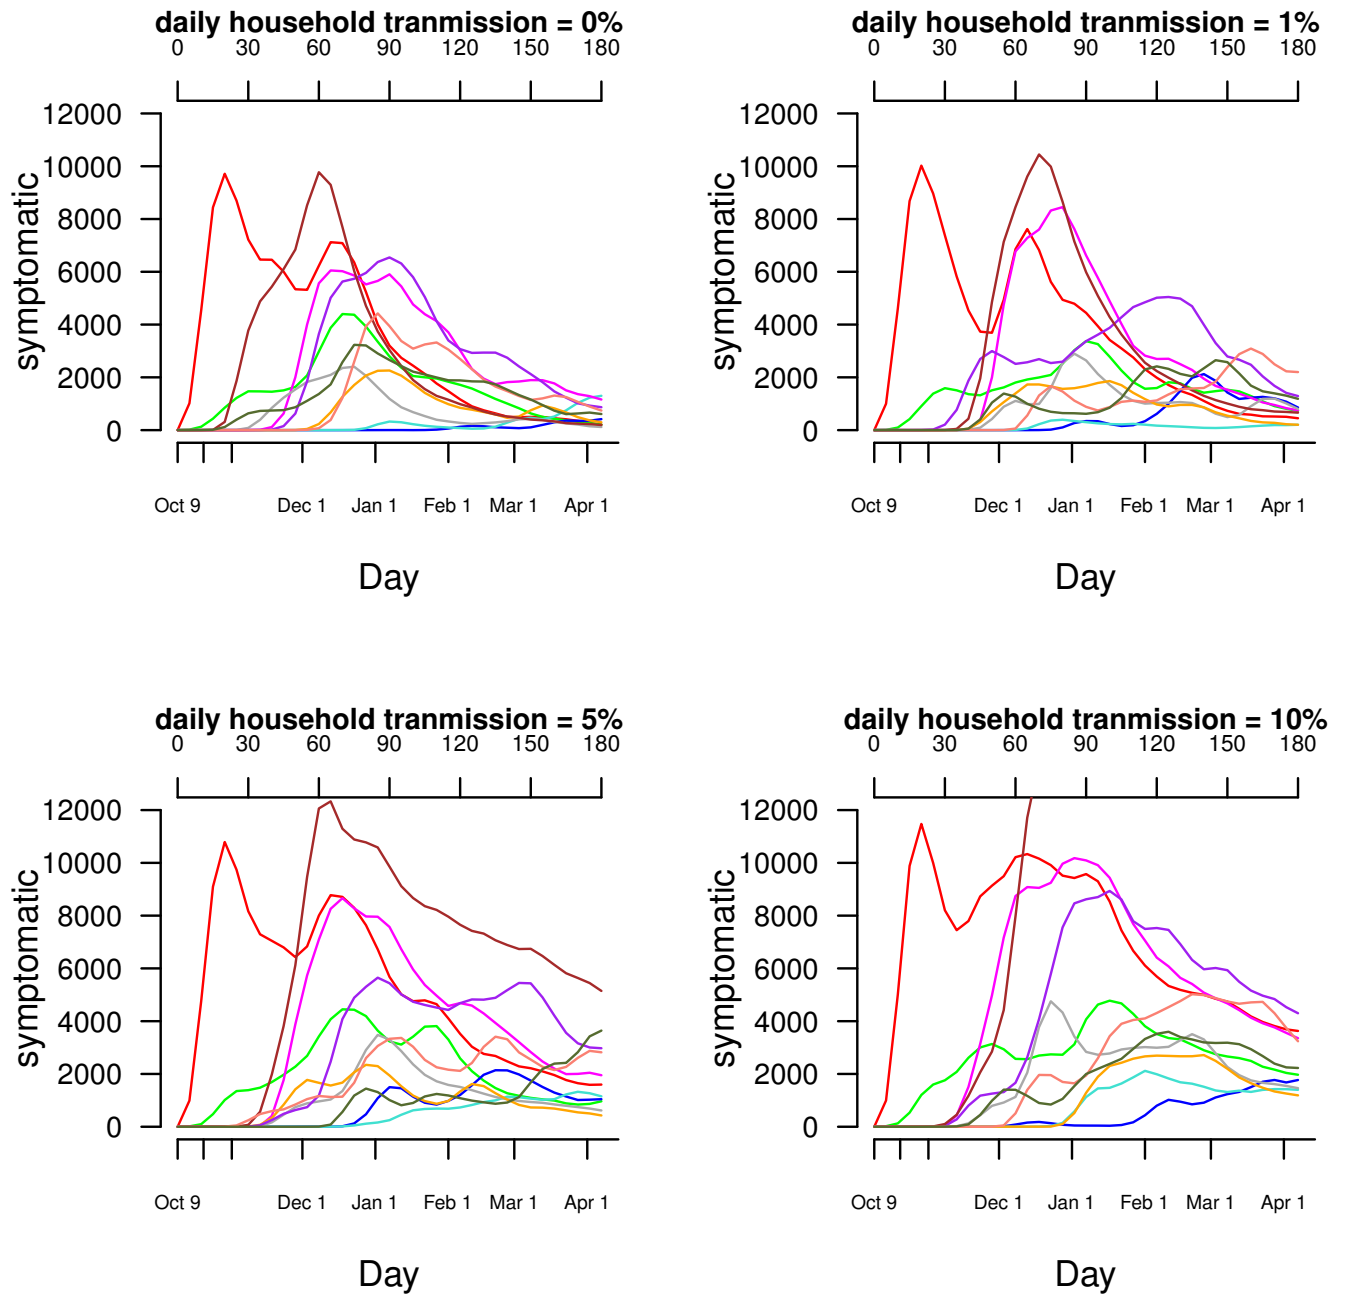 daily household tranmission = 0%
0 30 60 90 120 150 180
12000
10000
8000
6000
4000
2000
0
symptomatic
Oct 9 Dec 1 Jan 1 Feb 1 Mar 1 Apr 1
Day
daily household tranmission = 1%
0 30 60 90 120 150 180
12000
10000
8000
6000
4000
2000
0
symptomatic
Oct 9 Dec 1 Jan 1 Feb 1 Mar 1 Apr 1
Day
daily household tranmission = 5%
0 30 60 90 120 150 180
12000
10000
8000
6000
4000
2000
0
symptomatic
Oct 9 Dec 1 Jan 1 Feb 1 Mar 1 Apr 1
Day
daily household tranmission = 10%
0 30 60 90 120 150 180
12000
10000
8000
6000
4000
2000
0
symptomatic
Oct 9 Dec 1 Jan 1 Feb 1 Mar 1 Apr 1
Day